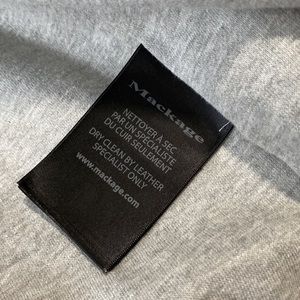 Mackage
NETTOYER À SEC
PAR UN SPÉCIALISTE
DU CUIR SEULEMENT
DRY CLEAN BY LEATHER
SPECIALIST ONLY
www.mackage.com